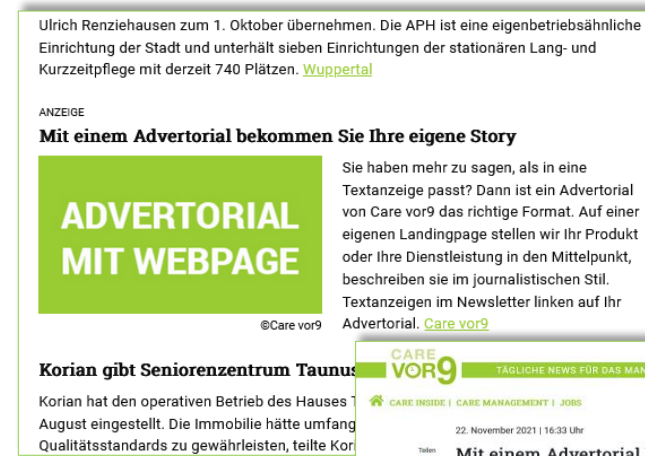 Ulrich Renziehausen zum 1. Oktober übernehmen. Die APH ist eine eigenbetriebsähnliche
Einrichtung der Stadt und unterhält sieben Einrichtungen der stationären Lang- und
Kurzzeitpflege mit derzeit 740 Plätzen. Wuppertal
ANZEIGE
Mit einem Advertorial bekommen Sie Ihre eigene Story
ADVERTORIAL
MIT WEBPAGE
©Care vor9
Sie haben mehr zu sagen, als in eine
Textanzeige passt? Dann ist ein Advertorial
von Care vor9 das richtige Format. Auf einer
eigenen Landingpage stellen wir Ihr Produkt
oder Ihre Dienstleistung in den Mittelpunkt,
beschreiben sie im journalistischen Stil.
Textanzeigen im Newsletter linken auf Ihr
Advertorial. Care vor9
Korian gibt Seniorenzentrum Taunus
Korian hat den operativen Betrieb des Hauses
August eingestellt. Die Immobilie hätte umfang
Qualitätsstandards zu gewährleisten, teilte Kori
CARE
VOR9
TÄGLICHE NEWS FÜR DAS MAN
CARE INSIDE | CARE MANAGEMENT | JOBS
22. November 2021 | 16:33 Uhr
Teilen
Mit einem Advertorial